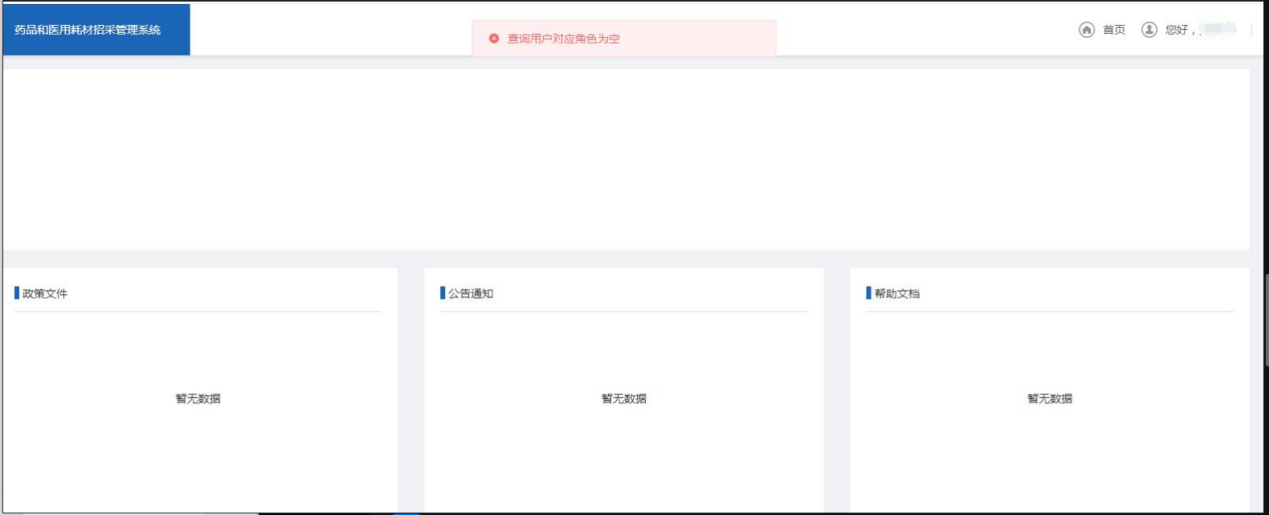 药品和医用耗材招采管理系统
查询用户对应角色为空
首页
您好，
政策文件
公告通知
帮助文档
暂无数据
暂无数据
暂无数据